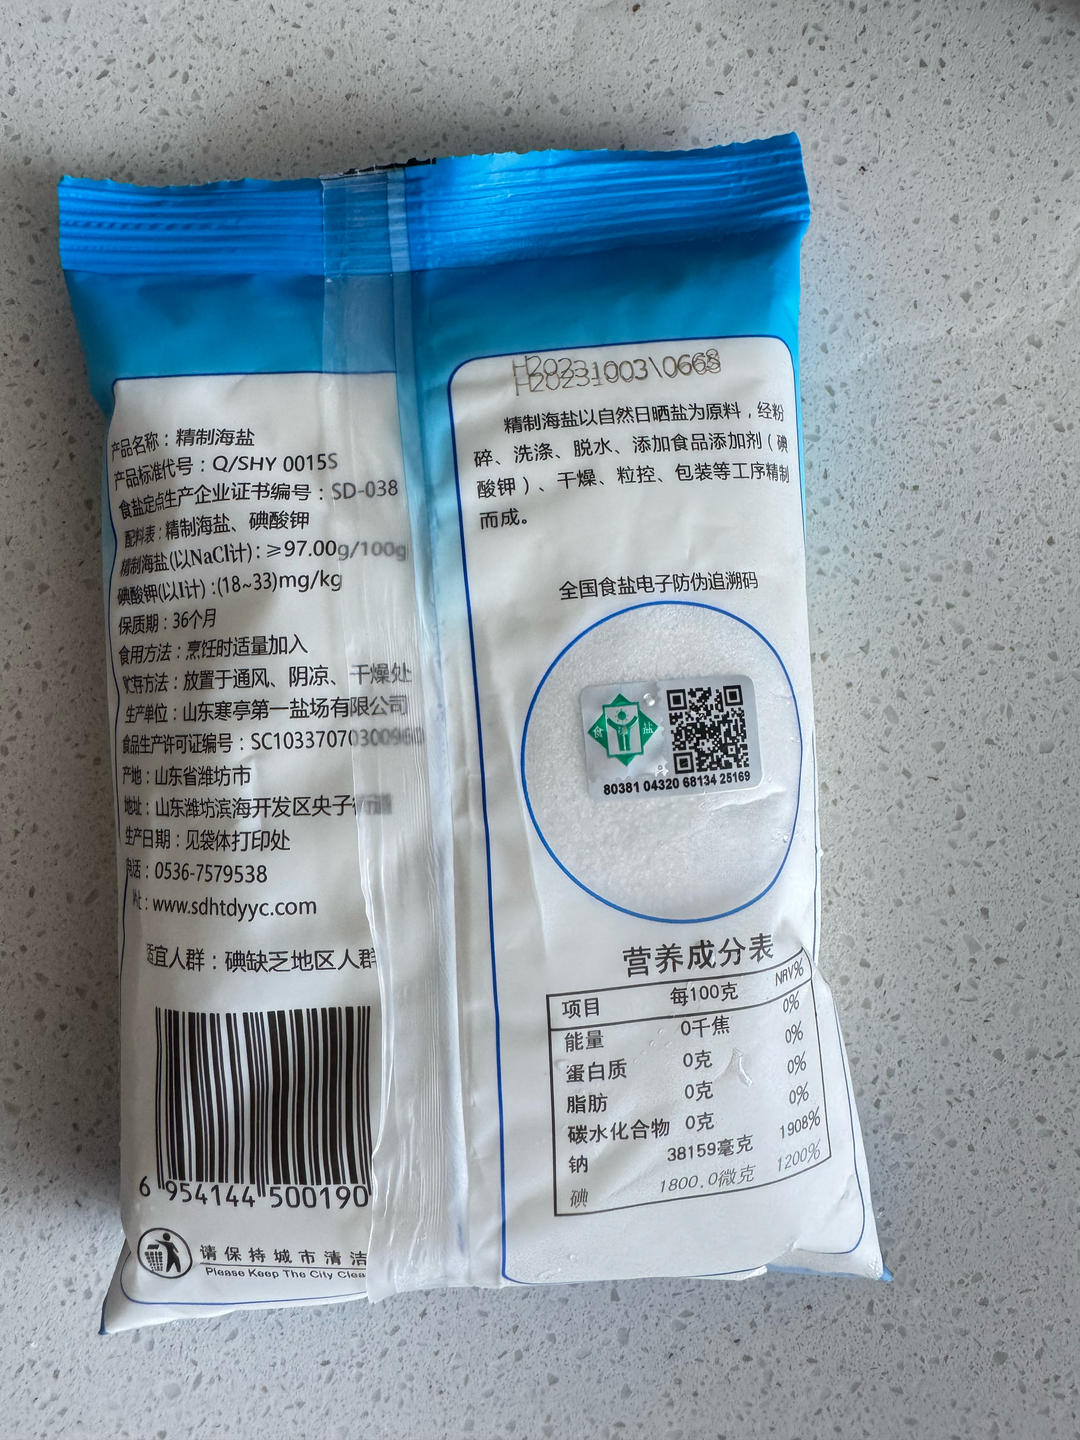 产品名称：精制海盐
产品标准代号：Q/SHY 0015S
食盐定点生产企业证书编号：SD-038
配料表：精制海盐、碘酸钾
精制海盐(以NaCl计)：≥97.00g/100g
碘酸钾(以I计)：(18~33)mg/kg
保质期：36个月
食用方法：烹饪时适量加入
贮存方法：放置于通风、阴凉、干燥处
生产单位：山东寒亭第一盐场有限公司
食品生产许可证编号：
产地：山东省潍坊市
地址：山东潍坊滨海开发区央子
生产日期：见袋体打印处
电话：0536-7579538
址：www.sdhtdyyc.com
适宜人群：碘缺乏地区人群
6 954144 500190
请保持城市清洁
Please Keep The City
H20231003\0668
精制海盐以自然日晒盐为原料，经粉
碎、洗涤、脱水、添加食品添加剂（碘
酸钾）、干燥、粒控、包装等工序精制
而成。
全国食盐电子防伪追溯码
食 盐
80381 04320 68134 25169
营养成分表
项目 每100克 NRV%
能量 0千焦 0%
蛋白质 0克 0%
脂肪 0克 0%
碳水化合物 0克 0%
钠 38159毫克 1908%
碘 1800.0微克 1200%